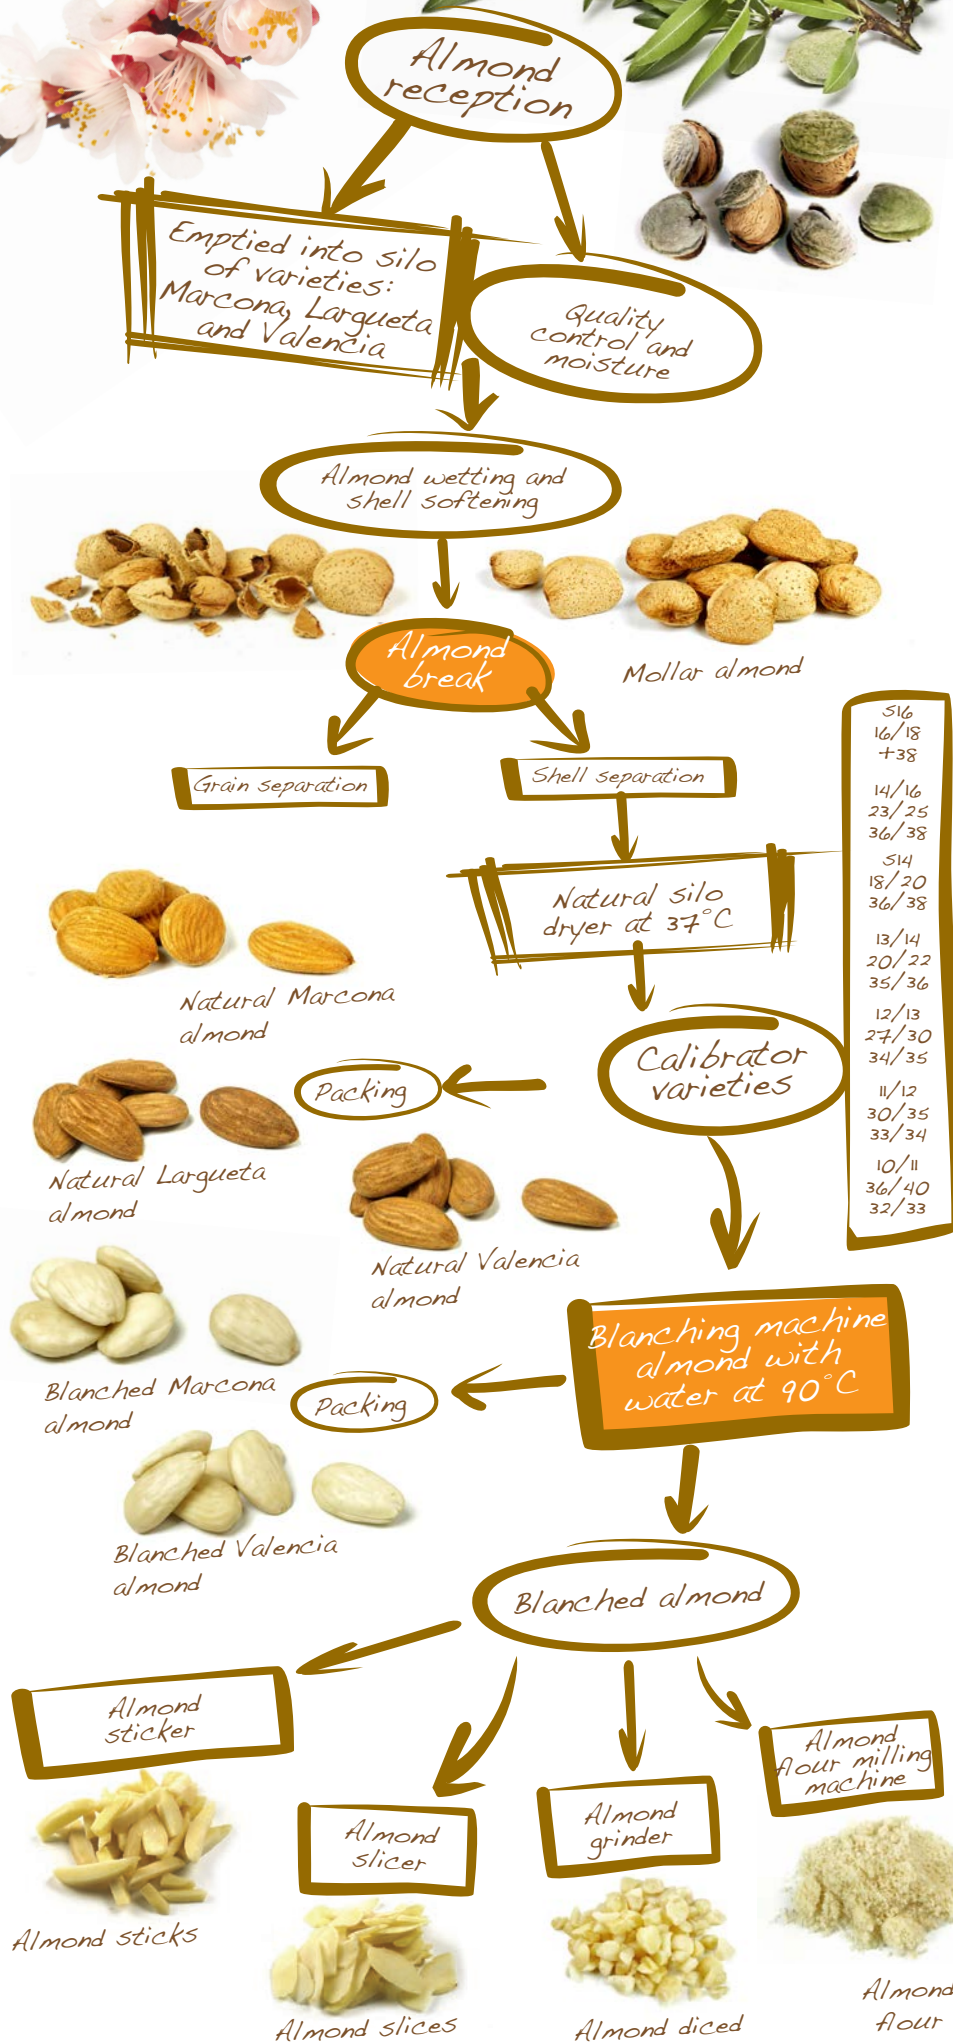 Almond
reception
Emptied into silo
of varieties:
Marcona, Largueta
and Valencia
Quality
control and
moisture
Almond wetting and
shell softening
Almond
break
Mollar almond
Grain separation
Shell separation
Natural silo
dryer at 37°C
S16
16/18
+38
14/16
23/25
36/38
S14
18/20
36/38
13/14
20/22
35/36
12/13
27/30
34/35
11/12
30/35
33/34
10/11
36/40
32/33
Natural Marcona
almond
Calibrator
varieties
Packing
Natural Largueta
almond
Natural Valencia
almond
Blanching machine
almond with
water at 90°C
Blanched Marcona
almond
Packing
Blanched Valencia
almond
Blanched almond
Almond
sticker
Almond
slicer
Almond
grinder
Almond
flour milling
machine
Almond sticks
Almond slices
Almond diced
Almond
flour